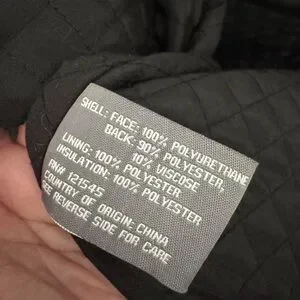 SHELL: FACE: 100% POLYURETHANE
BACK: 90% POLYESTER,
10% VISCOSE
LINING: 100% POLYESTER
INSULATION: 100% POLYESTER
RN# 121545
COUNTRY OF ORIGIN: CHINA
SEE REVERSE SIDE FOR CARE